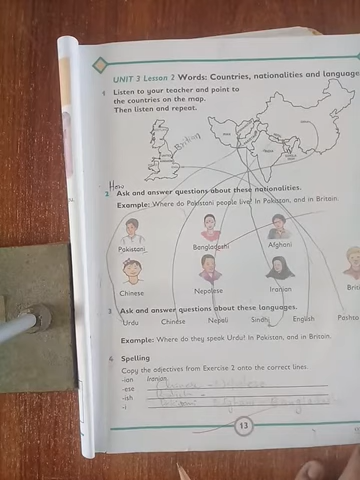 UNIT 3 Lesson 2 Words: Countries, nationalities and language
1 Listen to your teacher and point to
the countries on the map.
Then listen and repeat.
Britain
2 Ask and answer questions about these nationalities.
Example: Where do Pakistani people live? In Pakistan, and in Britain.
Pakistani Bangladeshi Afghani
Chinese Nepalese Iranian Briti
3 Ask and answer questions about these languages.
Urdu Chinese Nepali Sindhi English Pashto
Example: Where do they speak Urdu? In Pakistan, and in Britain.
4 Spelling
Copy the adjectives from Exercise 2 onto the correct lines.
-ian Iranian
-ese
-ish
-i
13